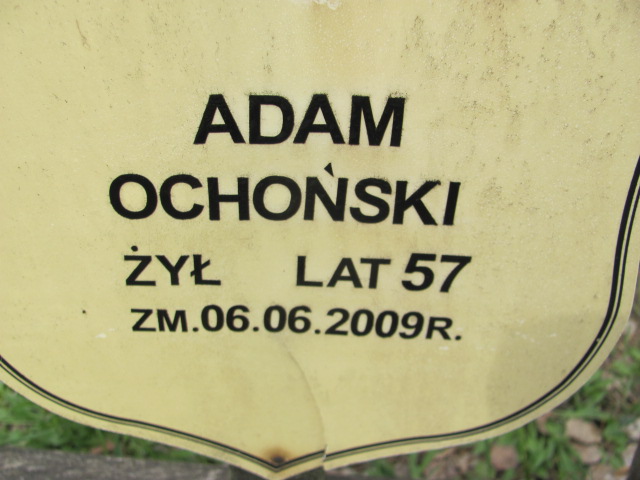 ADAM
OCHOŃSKI
ŻYŁ LAT 57
ZM.06.06.2009R.